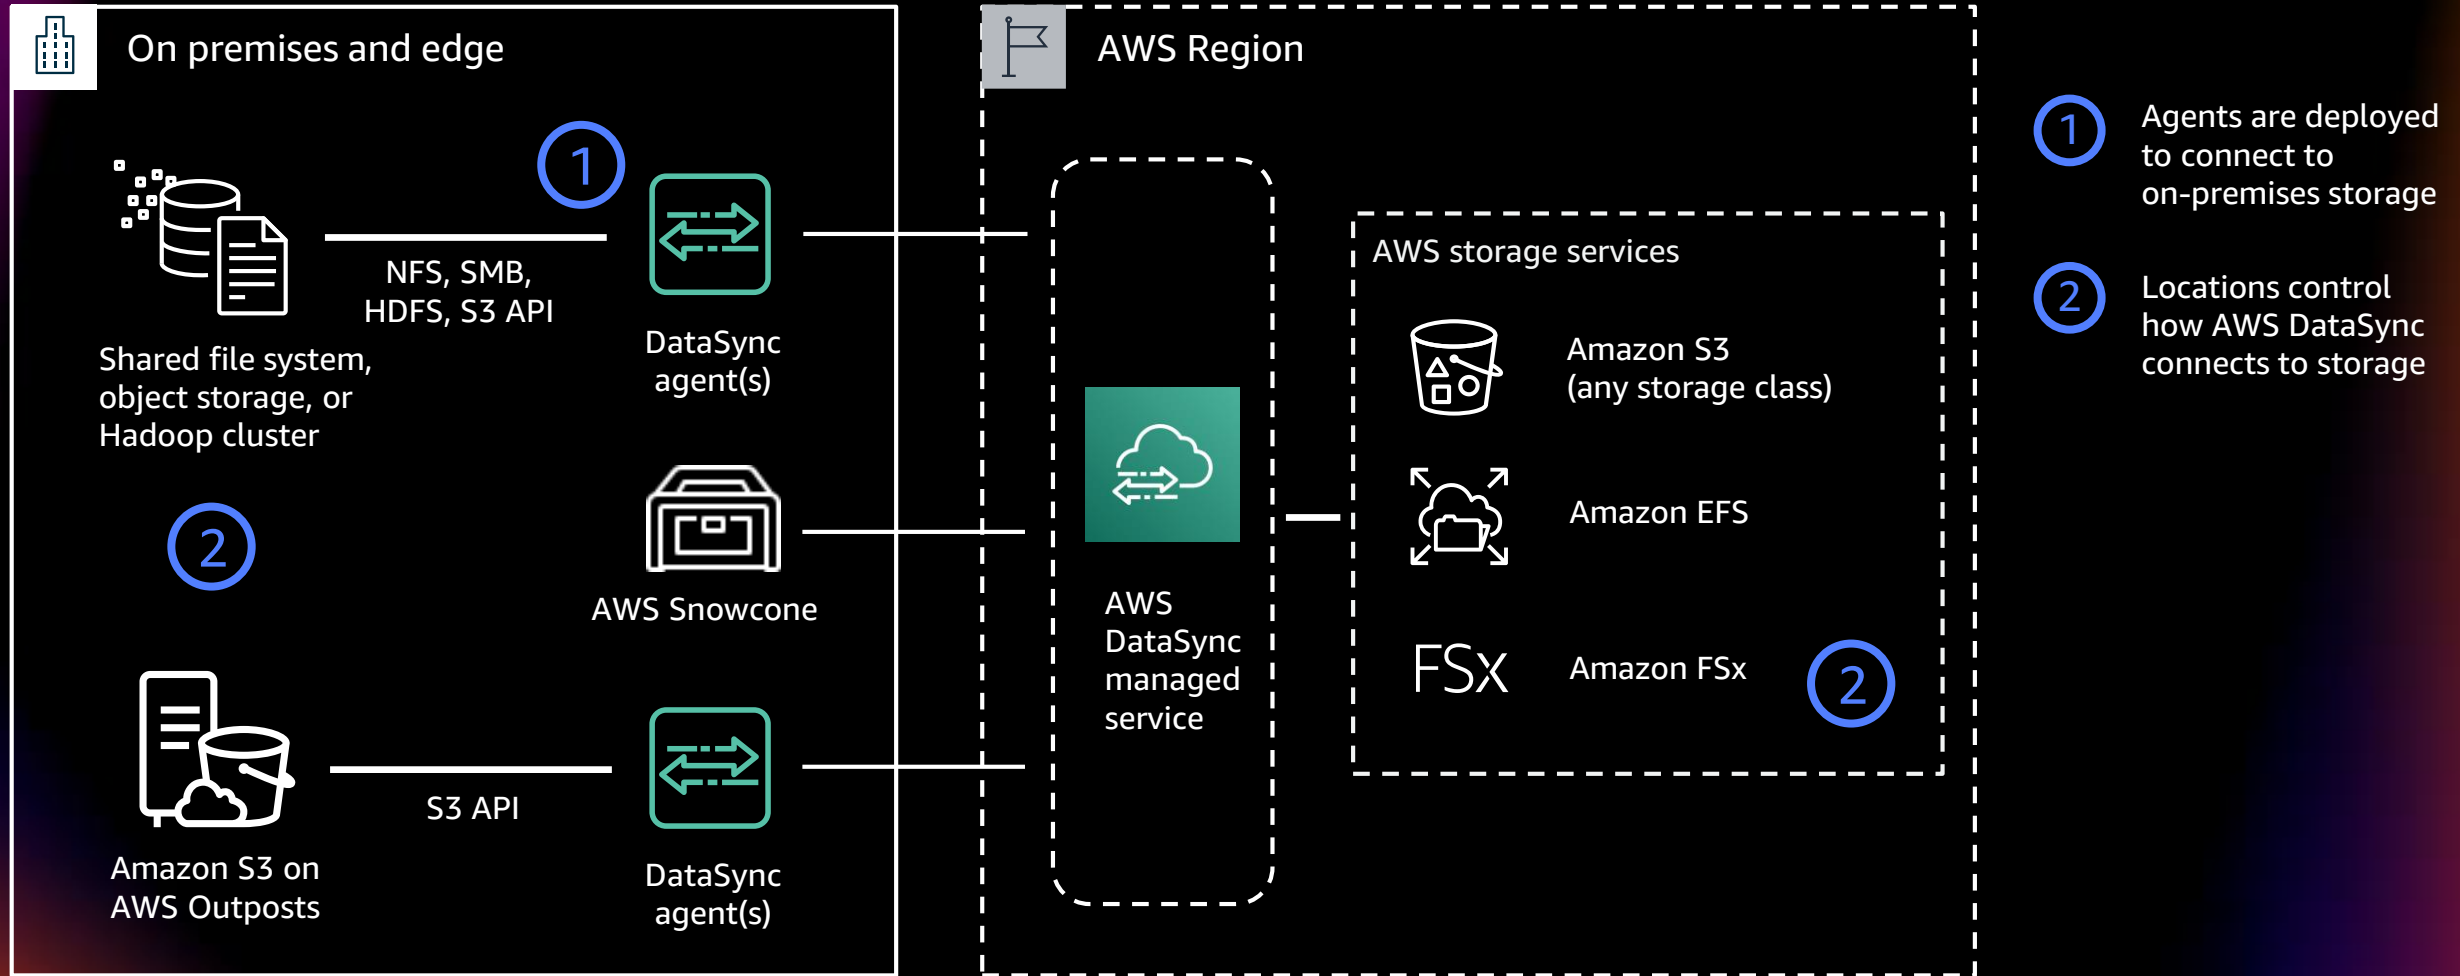 On premises and edge
1
NFS, SMB,
HDFS, S3 API
Shared file system,
object storage, or
Hadoop cluster
DataSync
agent(s)
2
AWS Snowcone
S3 API
Amazon S3 on
AWS Outposts
DataSync
agent(s)
AWS Region
AWS
DataSync
managed
service
AWS storage services
Amazon S3
(any storage class)
Amazon EFS
FSx
Amazon FSx
2
1
Agents are deployed
to connect to
on-premises storage
2
Locations control
how AWS DataSync
connects to storage